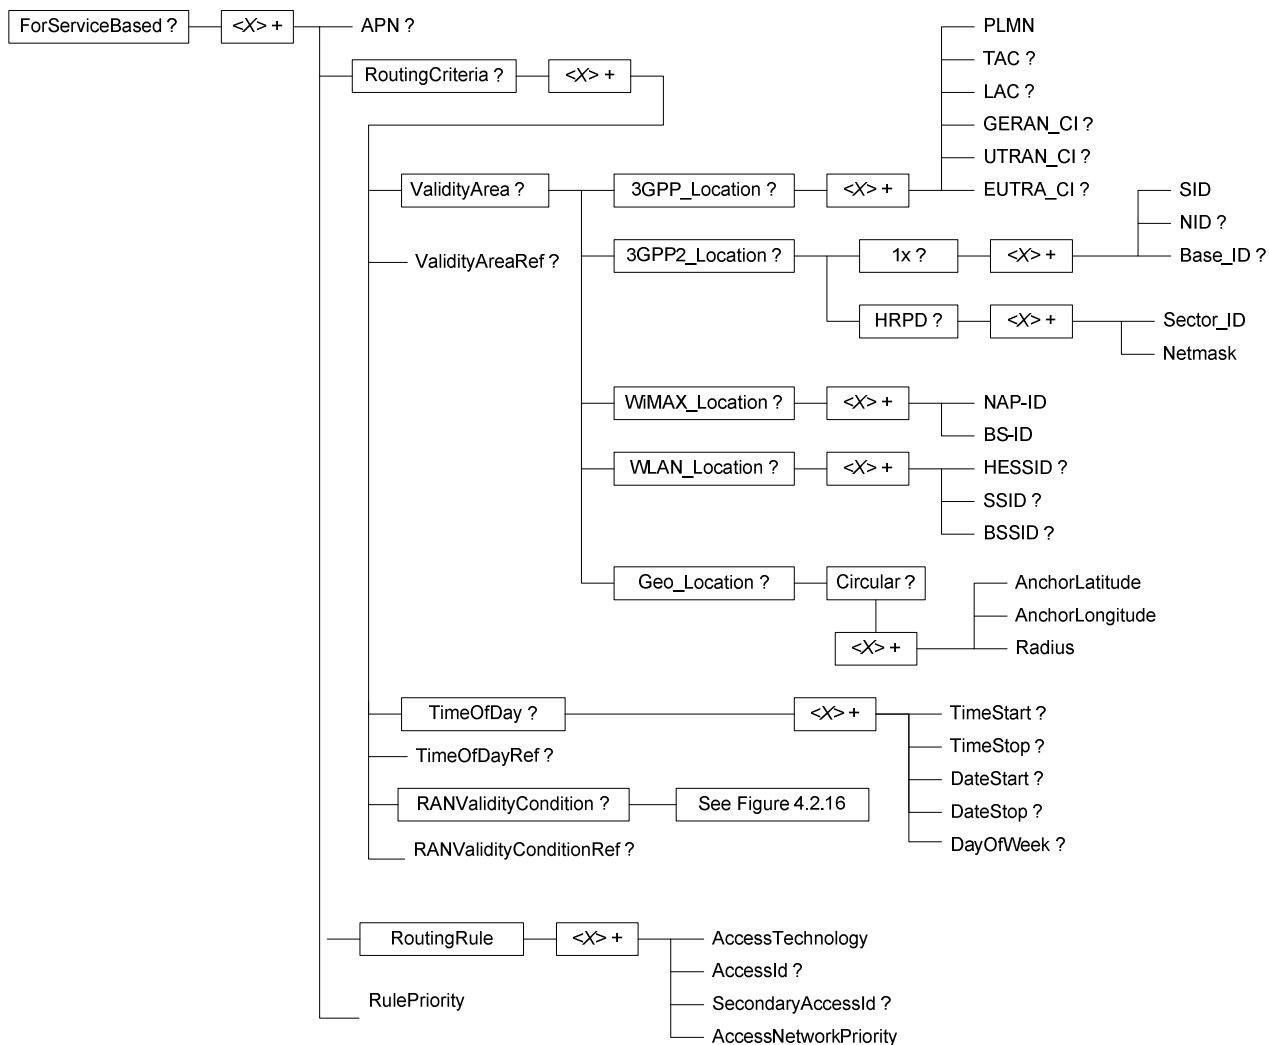 ForServiceBased ?
<X> +
APN ?
RoutingCriteria ?
<X> +
ValidityArea ?
3GPP_Location ?
<X> +
PLMN
TAC ?
LAC ?
GERAN_CI ?
UTRAN_CI ?
EUTRA_CI ?
ValidityAreaRef ?
3GPP2_Location ?
1x ?
<X> +
SID
NID ?
Base_ID ?
HRPD ?
<X> +
Sector_ID
Netmask
WiMAX_Location ?
<X> +
NAP-ID
BS-ID
WLAN_Location ?
<X> +
HESSID ?
SSID ?
BSSID ?
Geo_Location ?
Circular ?
<X> +
AnchorLatitude
AnchorLongitude
Radius
TimeOfDay ?
<X> +
TimeStart ?
TimeStop ?
DateStart ?
DateStop ?
DayOfWeek ?
TimeOfDayRef ?
RANValidityCondition ?
See Figure 4.2.16
RANValidityConditionRef ?
RoutingRule
<X> +
AccessTechnology
AccessId ?
SecondaryAccessId ?
AccessNetworkPriority
RulePriority